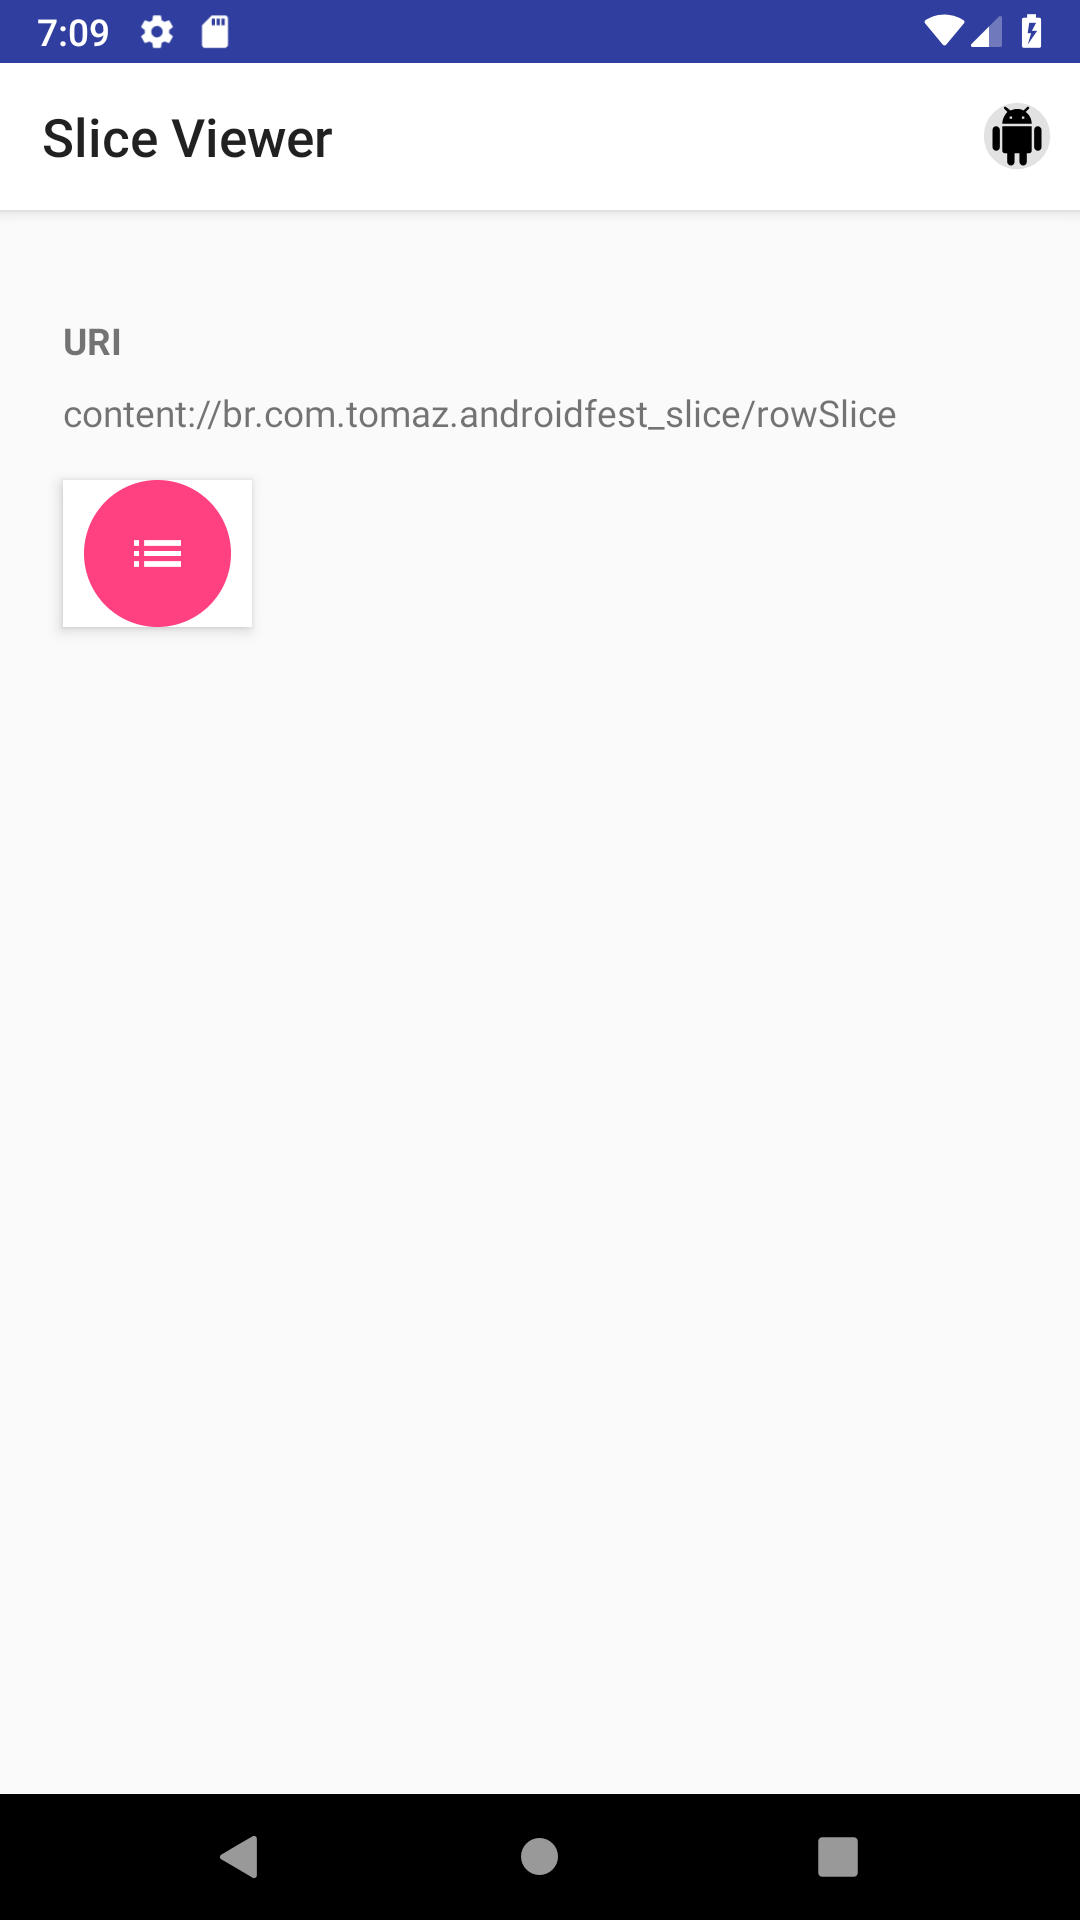 7:09
Slice Viewer
URI
content://br.com.tomaz.androidfest_slice/rowSlice